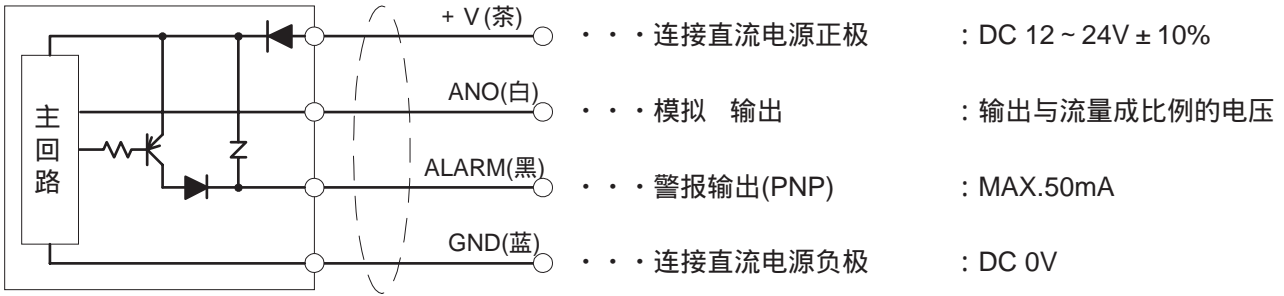 + V(茶) ・・・连接直流电源正极 : DC 12 ~ 24V ± 10%
ANO(白) ・・・模拟 输出 : 输出与流量成比例的电压
主回路
ALARM(黑) ・・・警报输出(PNP) : MAX.50mA
GND(蓝) ・・・连接直流电源负极 : DC 0V